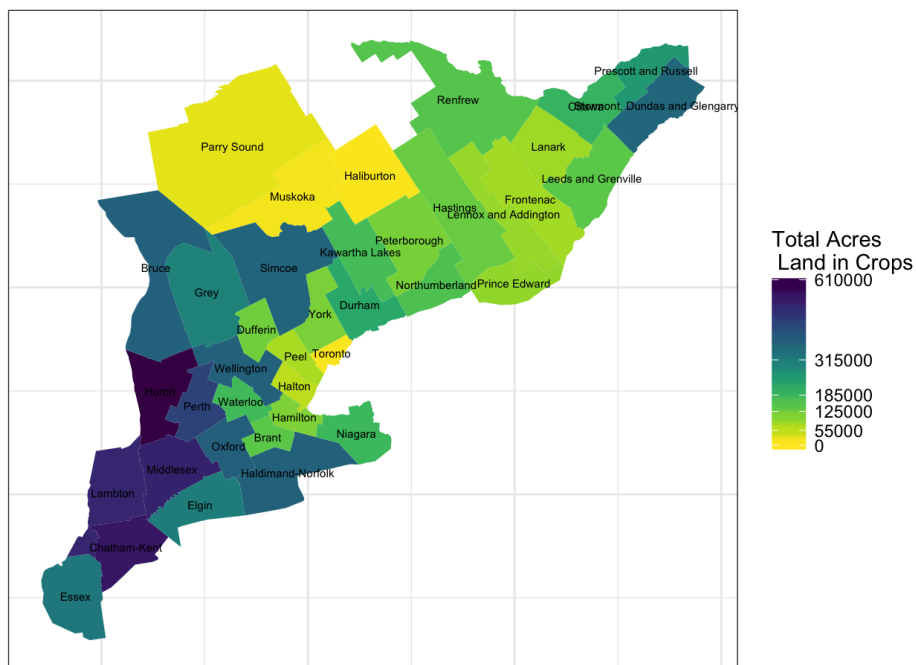 Prescott and Russell
Renfrew
Ottawa
Stormont, Dundas and Glengarry
Parry Sound
Lanark
Haliburton
Leeds and Grenville
Muskoka
Frontenac
Hastings
Lennox and Addington
Peterborough
Kawartha Lakes
Bruce
Simcoe
Northumberland
Prince Edward
Grey
Durham
York
Dufferin
Toronto
Peel
Wellington
Halton
Huron
Perth
Waterloo
Hamilton
Niagara
Brant
Oxford
Middlesex
Haldimand-Norfolk
Lambton
Elgin
Chatham-Kent
Essex
Total Acres
Land in Crops
610000
315000
185000
125000
55000
0